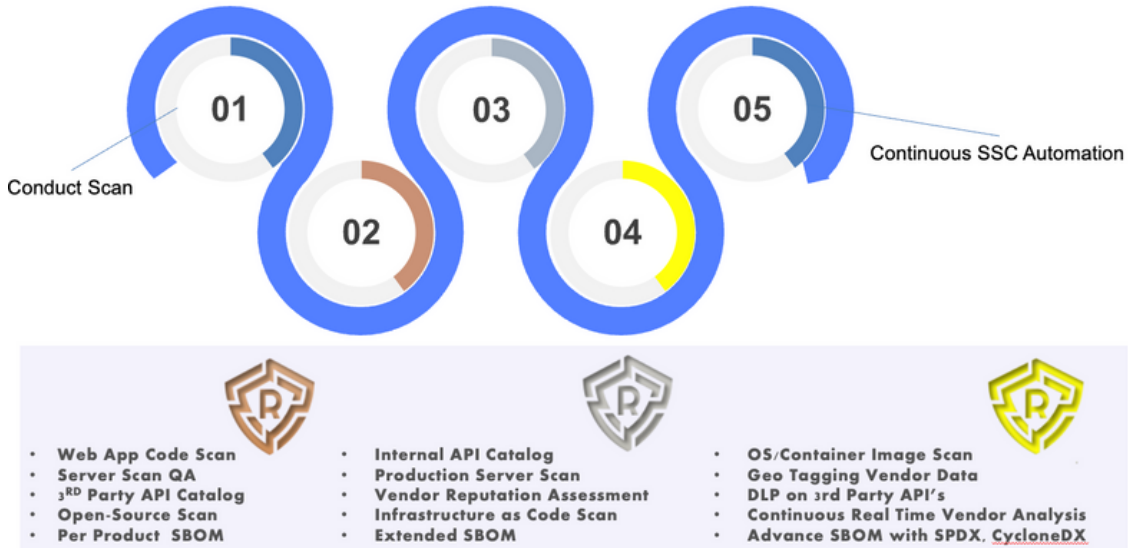 01
03
05
Conduct Scan
Continuous SSC Automation
02
04
R
R
R
• Web App Code Scan
• Server Scan QA
• 3RD Party API Catalog
• Open-Source Scan
• Per Product SBOM
• Internal API Catalog
• Production Server Scan
• Vendor Reputation Assessment
• Infrastructure as Code Scan
• Extended SBOM
• OS/Container Image Scan
• Geo Tagging Vendor Data
• DLP on 3rd Party API's
• Continuous Real Time Vendor Analysis
• Advance SBOM with SPDX, CycloneDX